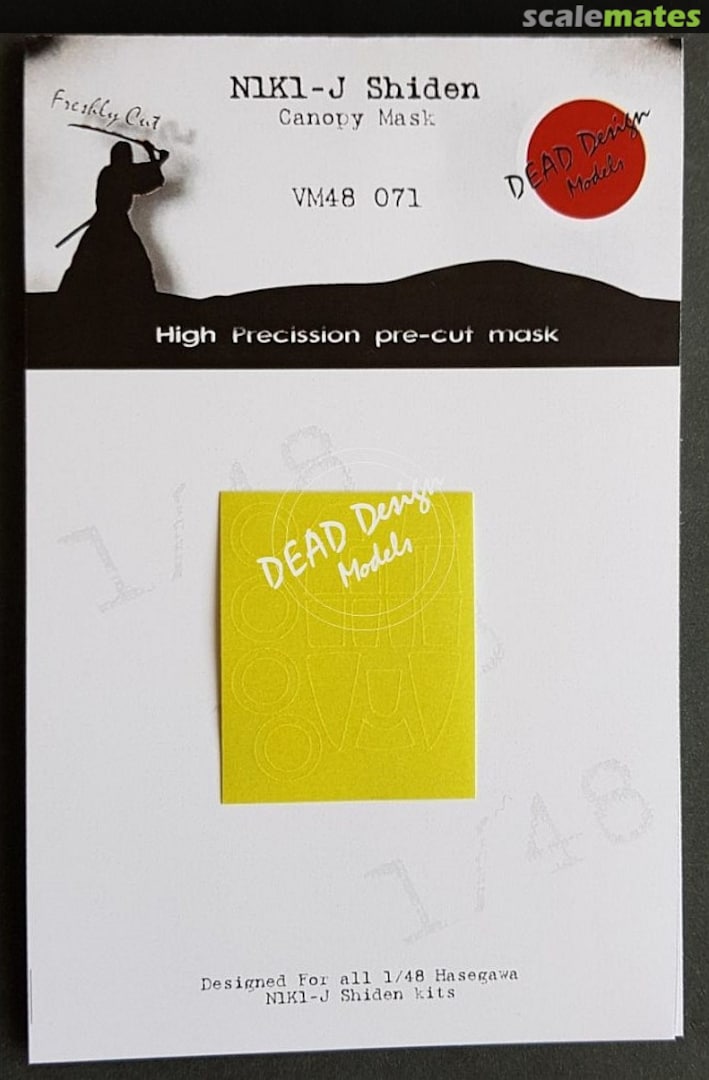 scalemates
N1K1-J Shiden
Canopy Mask
Freshly Cut
DEAD Design
Models
VM48 071
High Precission pre-cut mask
1/48
DEAD Design
Models
1/48
Designed For all 1/48 Hasegawa
N1K1-J Shiden kits